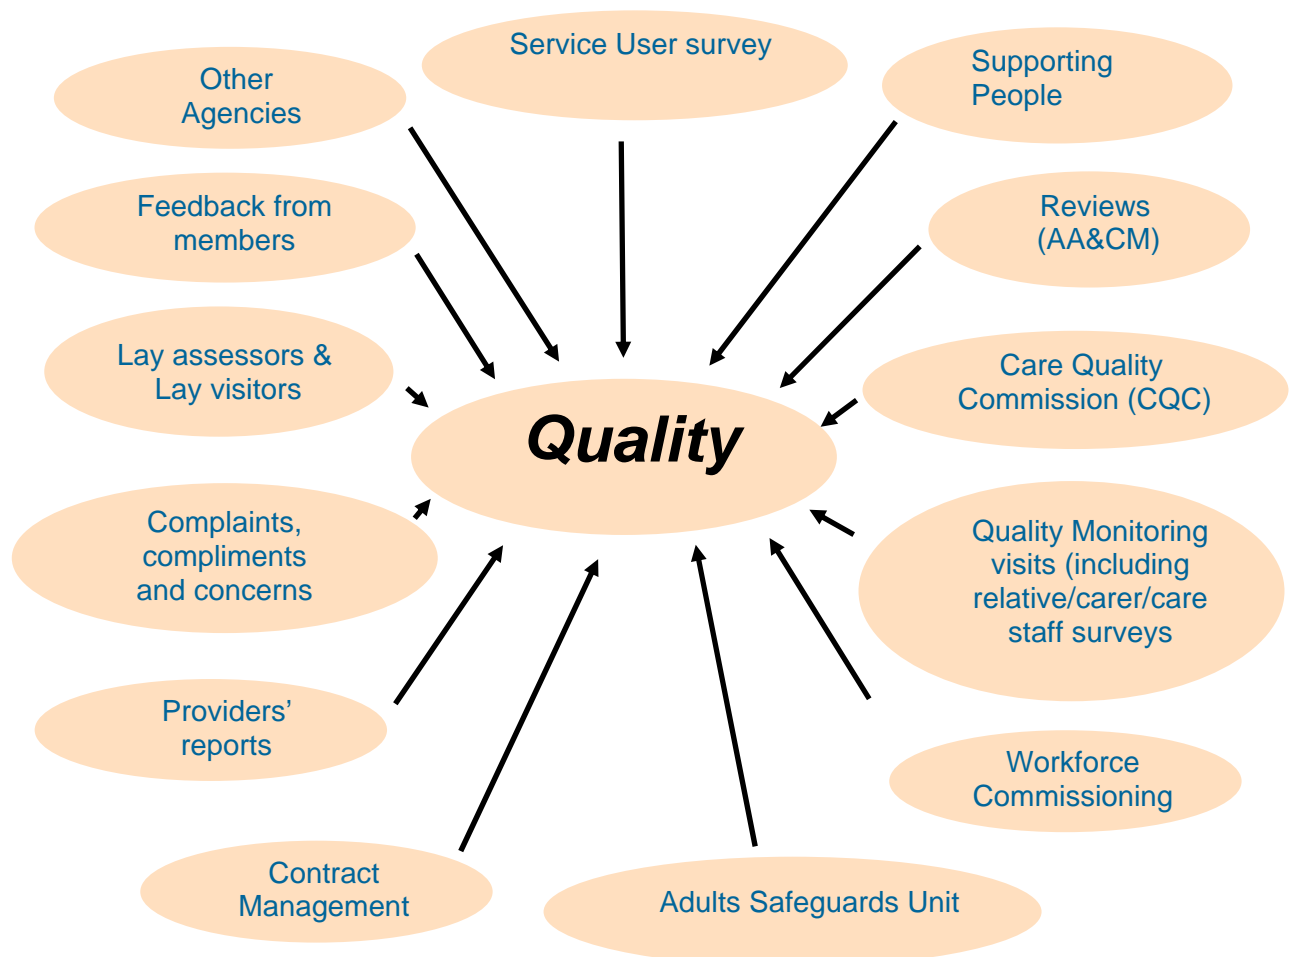 Service User survey
Other
Agencies
Supporting
People
Feedback from
members
Reviews
(AA&CM)
Lay assessors &
Lay visitors
Care Quality
Commission (CQC)
Quality
Complaints,
compliments
and concerns
Quality Monitoring
visits (including
relative/carer/care
staff surveys
Providers’
reports
Workforce
Commissioning
Contract
Management
Adults Safeguards Unit